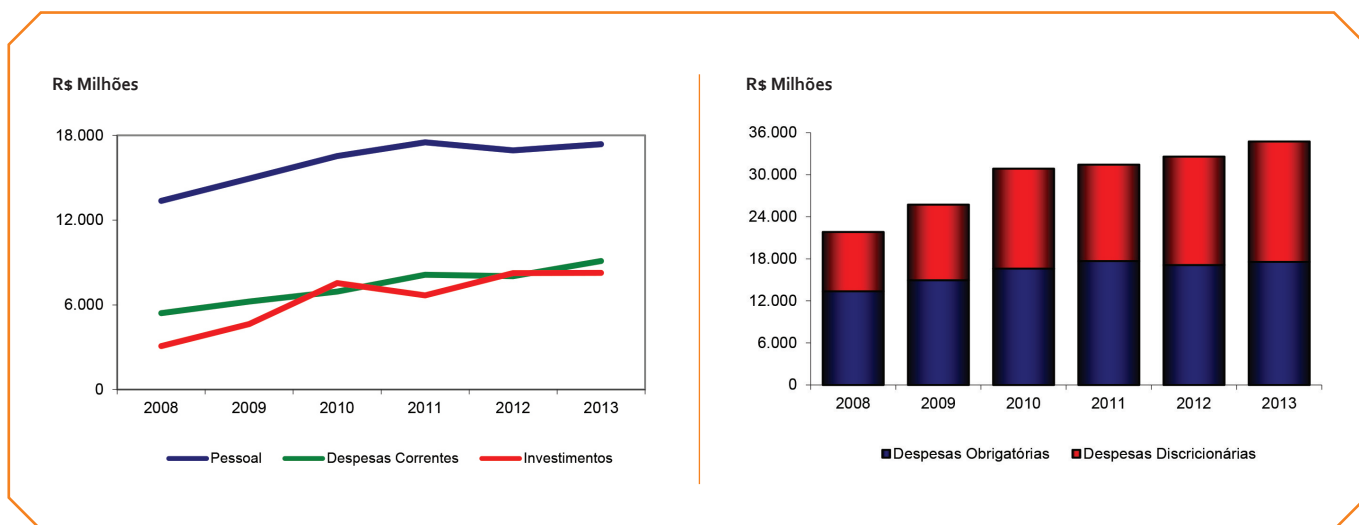 R$ Milhões
18.000
12.000
6.000
0
2008 2009 2010 2011 2012 2013
Pessoal Despesas Correntes Investimentos
R$ Milhões
36.000
30.000
24.000
18.000
12.000
6.000
0
2008 2009 2010 2011 2012 2013
Despesas Obrigatórias Despesas Discricionárias